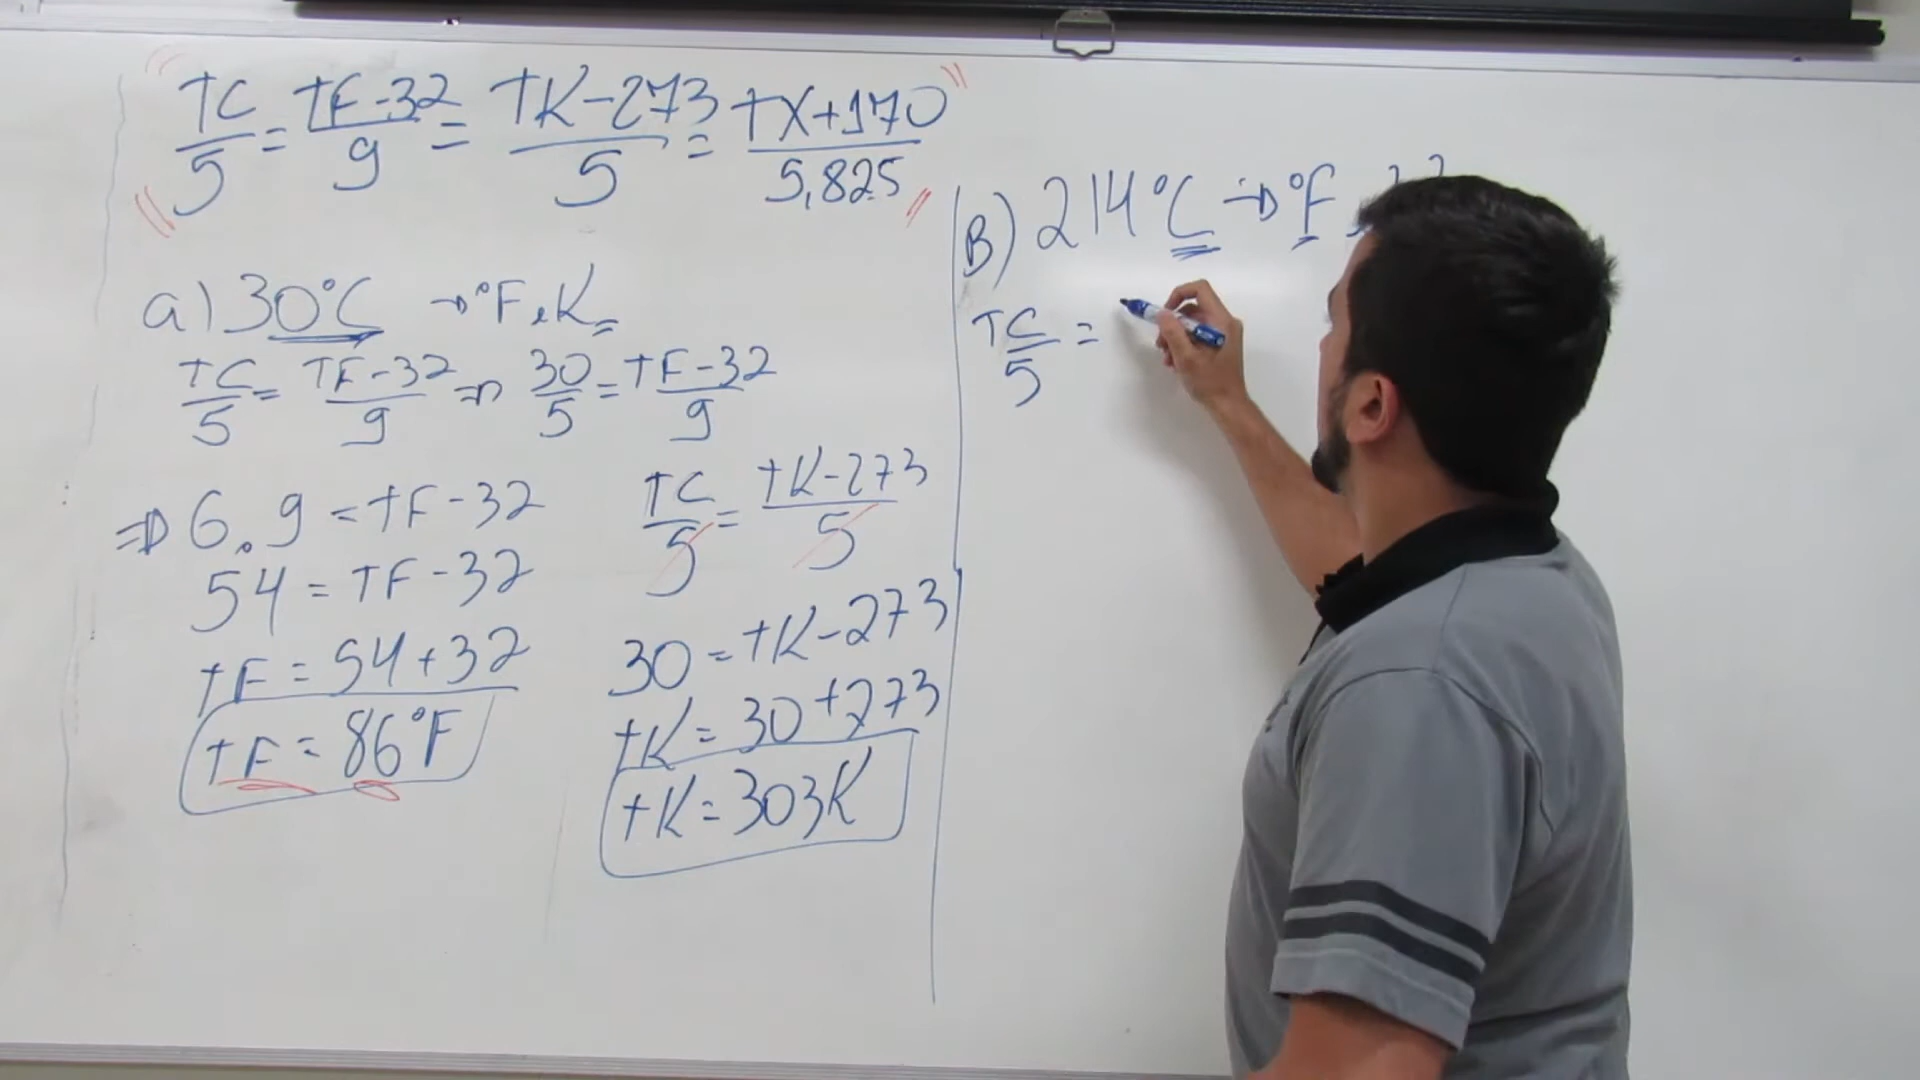 TC/5 = TF-32/9 = TK-273/5 = TX+170/5,825
a) 30°C → °F e K
TC/5 = TF-32/9 ⇒ 30/5 = TF-32/9
⇒ 6.9 = TF-32
54 = TF-32
TF = 54+32
TF = 86°F
TC/5 = TK-273/5
30 = TK-273
TK = 30+273
TK = 303K
B) 214°C → °F
TC/5 =